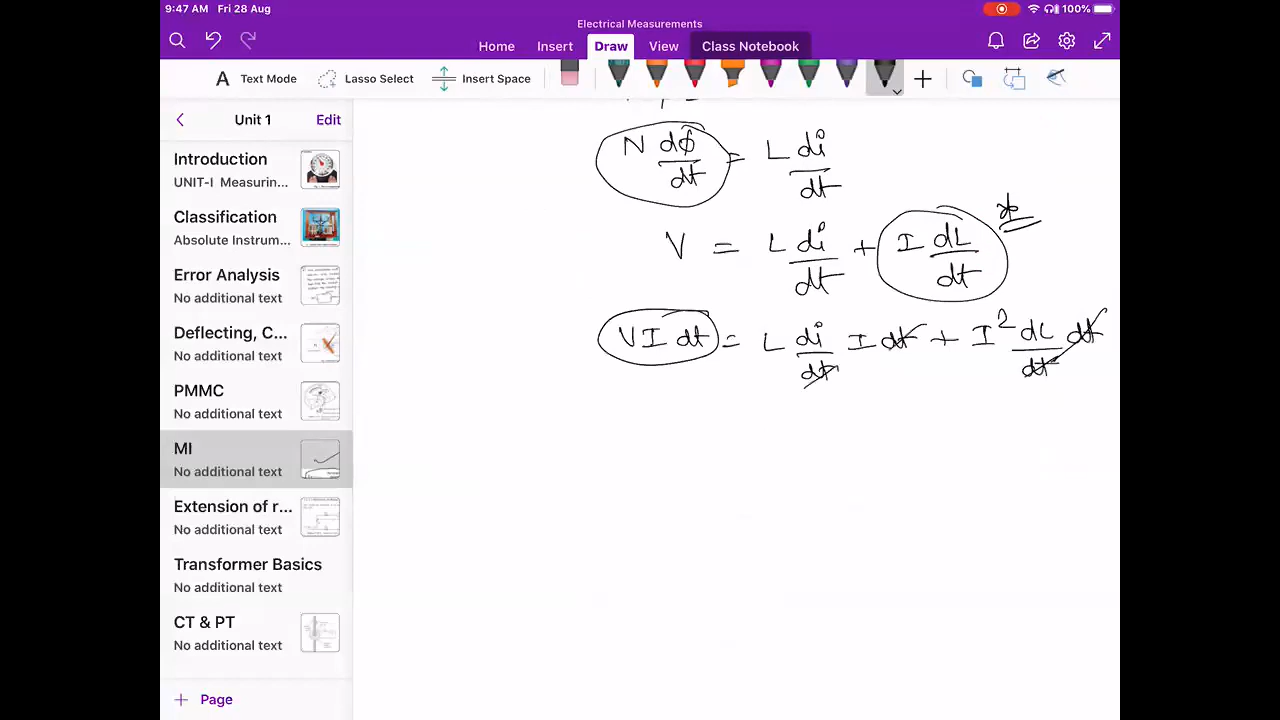 9:47 AM Fri 28 Aug
100%
Electrical Measurements
Home Insert Draw View Class Notebook
A Text Mode Lasso Select Insert Space
Unit 1 Edit
Introduction
UNIT-I Measurin...
Classification
Absolute Instrum...
Error Analysis
No additional text
Deflecting, C...
No additional text
PMMC
No additional text
MI
No additional text
Extension of r...
No additional text
Transformer Basics
No additional text
CT & PT
No additional text
+ Page
N dϕ/dt = L di/dt
V = L di/dt + I dL/dt *
VI dt = L di/dt I dt + I² dL/dt dt